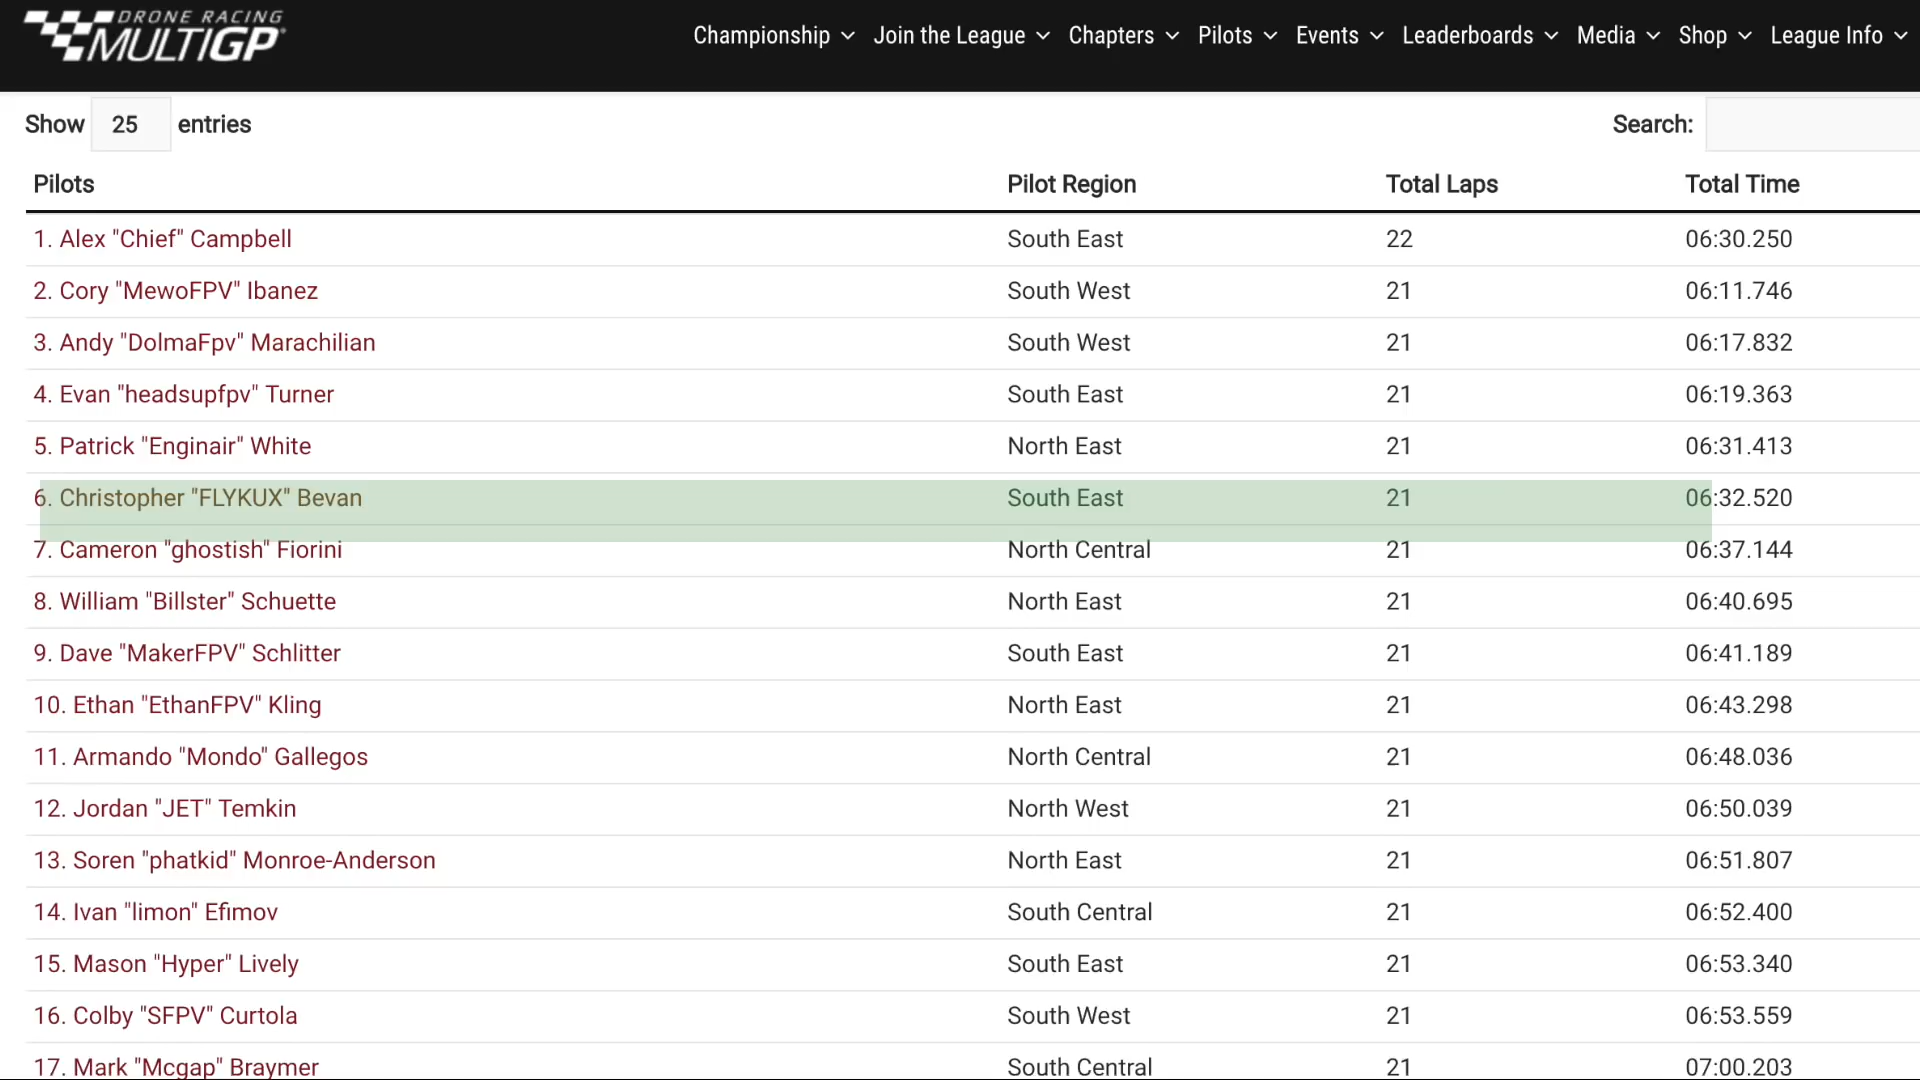 DRONE RACING
MULTIGP
Championship Join the League Chapters Pilots Events Leaderboards Media Shop League Info
Show 25 entries Search:
Pilots Pilot Region Total Laps Total Time
1. Alex "Chief" Campbell South East 22 06:30.250
2. Cory "MewoFPV" Ibanez South West 21 06:11.746
3. Andy "DolmaFpv" Marachilian South West 21 06:17.832
4. Evan "headsupfpv" Turner South East 21 06:19.363
5. Patrick "Enginair" White North East 21 06:31.413
6. Christopher "FLYKUX" Bevan South East 21 06:32.520
7. Cameron "ghostish" Fiorini North Central 21 06:37.144
8. William "Billster" Schuette North East 21 06:40.695
9. Dave "MakerFPV" Schlitter South East 21 06:41.189
10. Ethan "EthanFPV" Kling North East 21 06:43.298
11. Armando "Mondo" Gallegos North Central 21 06:48.036
12. Jordan "JET" Temkin North West 21 06:50.039
13. Soren "phatkid" Monroe-Anderson North East 21 06:51.807
14. Ivan "limon" Efimov South Central 21 06:52.400
15. Mason "Hyper" Lively South East 21 06:53.340
16. Colby "SFPV" Curtola South West 21 06:53.559
17. Mark "Mcgap" Braymer South Central 21 07:00.203